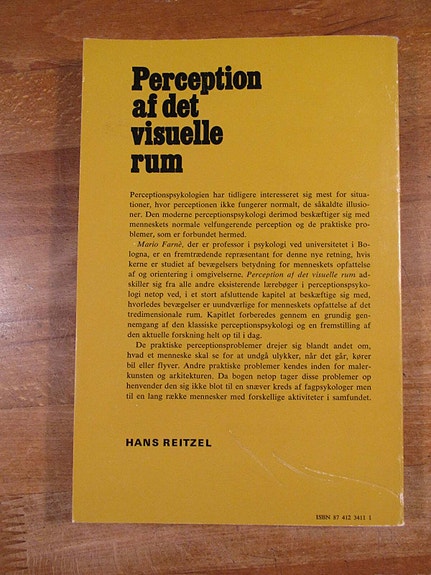 Perception
af det
visuelle
rum
Perceptionspsykologien har tidligere interesseret sig mest for situa-
tioner, hvor perceptionen ikke fungerer normalt, de såkaldte illusio-
ner. Den moderne perceptionspsykologi derimod beskæftiger sig med
menneskets normale velfungerende perception og de praktiske pro-
blemer, som er forbundet hermed.
Mario Farnè, der er professor i psykologi ved universitetet i Bo-
logna, er en fremtrædende repræsentant for denne nye retning, hvis
kerne er studiet af bevægelsers betydning for menneskets opfattelse
af og orientering i omgivelserne. Perception af det visuelle rum ad-
skiller sig fra alle andre eksisterende lærebøger i perceptionspsyko-
logi netop ved, i et stort afsluttende kapitel at beskæftige sig med,
hvorledes bevægelser er uundværlige for menneskets opfattelse af det
tredimensionale rum. Kapitlet forberedes gennem en grundig gen-
nemgang af den klassiske perceptionspsykologi og en fremstilling af
den aktuelle forskning helt op til i dag.
De praktiske perceptionsproblemer drejer sig blandt andet om,
hvad et menneske skal se for at undgå ulykker, når det går, kører
bil eller flyver. Andre praktiske problemer kendes inden for maler-
kunsten og arkitekturen. Da bogen netop tager disse problemer op
henvender den sig ikke blot til en snæver kreds af fagpsykologer men
til en lang række mennesker med forskellige aktiviteter i samfundet.
HANS REITZEL
ISBN 87 412 3411 1